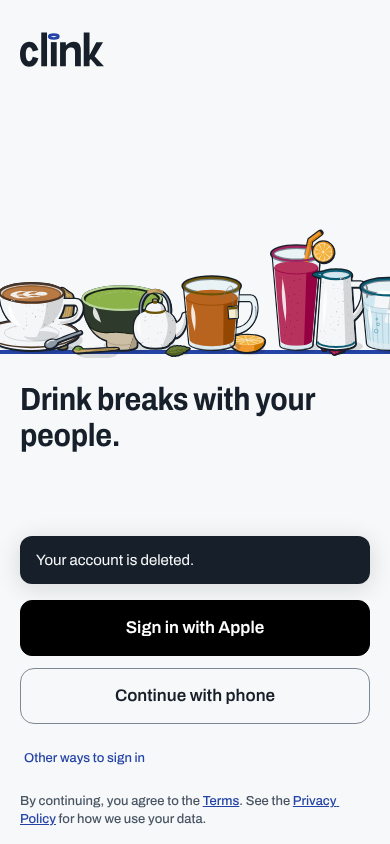 clink
Drink breaks with your
people.
Your account is deleted.
Sign in with Apple
Continue with phone
Other ways to sign in
By continuing, you agree to the Terms. See the Privacy
Policy for how we use your data.